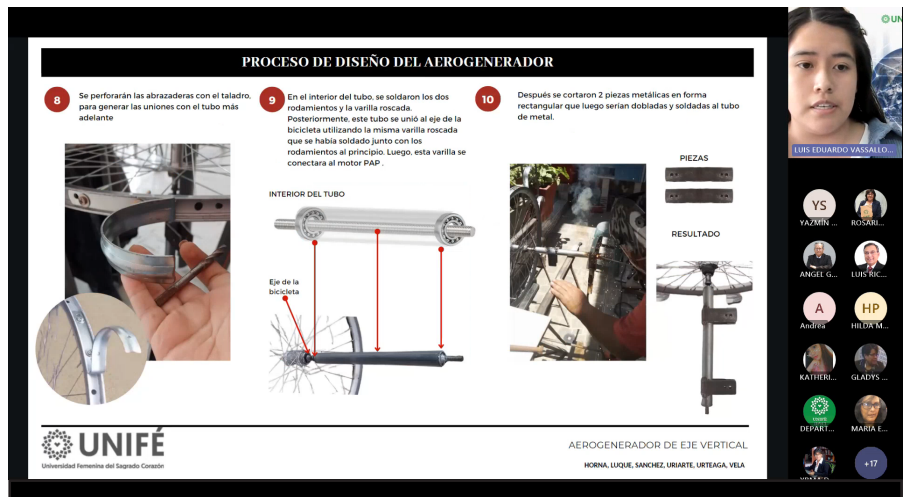 PROCESO DE DISEÑO DEL AEROGENERADOR
8
Se perforarán las abrazaderas con el taladro,
para generar las uniones con el tubo más
adelante
9
En el interior del tubo, se soldaron los dos
rodamientos y la varilla roscada.
Posteriormente, este tubo se unió al eje de la
bicicleta utilizando la misma varilla roscada
que se había soldado junto con los
rodamientos al principio. Luego, esta varilla se
conectara al motor PAP .
INTERIOR DEL TUBO
Eje de la
bicicleta
10
Después se cortaron 2 piezas metálicas en forma
rectangular que luego serían dobladas y soldadas al tubo
de metal.
PIEZAS
RESULTADO
UNIFÉ
Universidad Femenina del Sagrado Corazón
AEROGENERADOR DE EJE VERTICAL
HORNA, LUQUE, SANCHEZ, URIARTE, URTEAGA, VELA
UN
LUIS EDUARDO VASSALLO...
YS
YAZMÍN ...
ROSARI...
ANGEL G...
LUIS RIC...
A
Andrea
HP
HILDA M...
KATHERI...
GLADYS ...
DEPART...
MARIA E...
+17